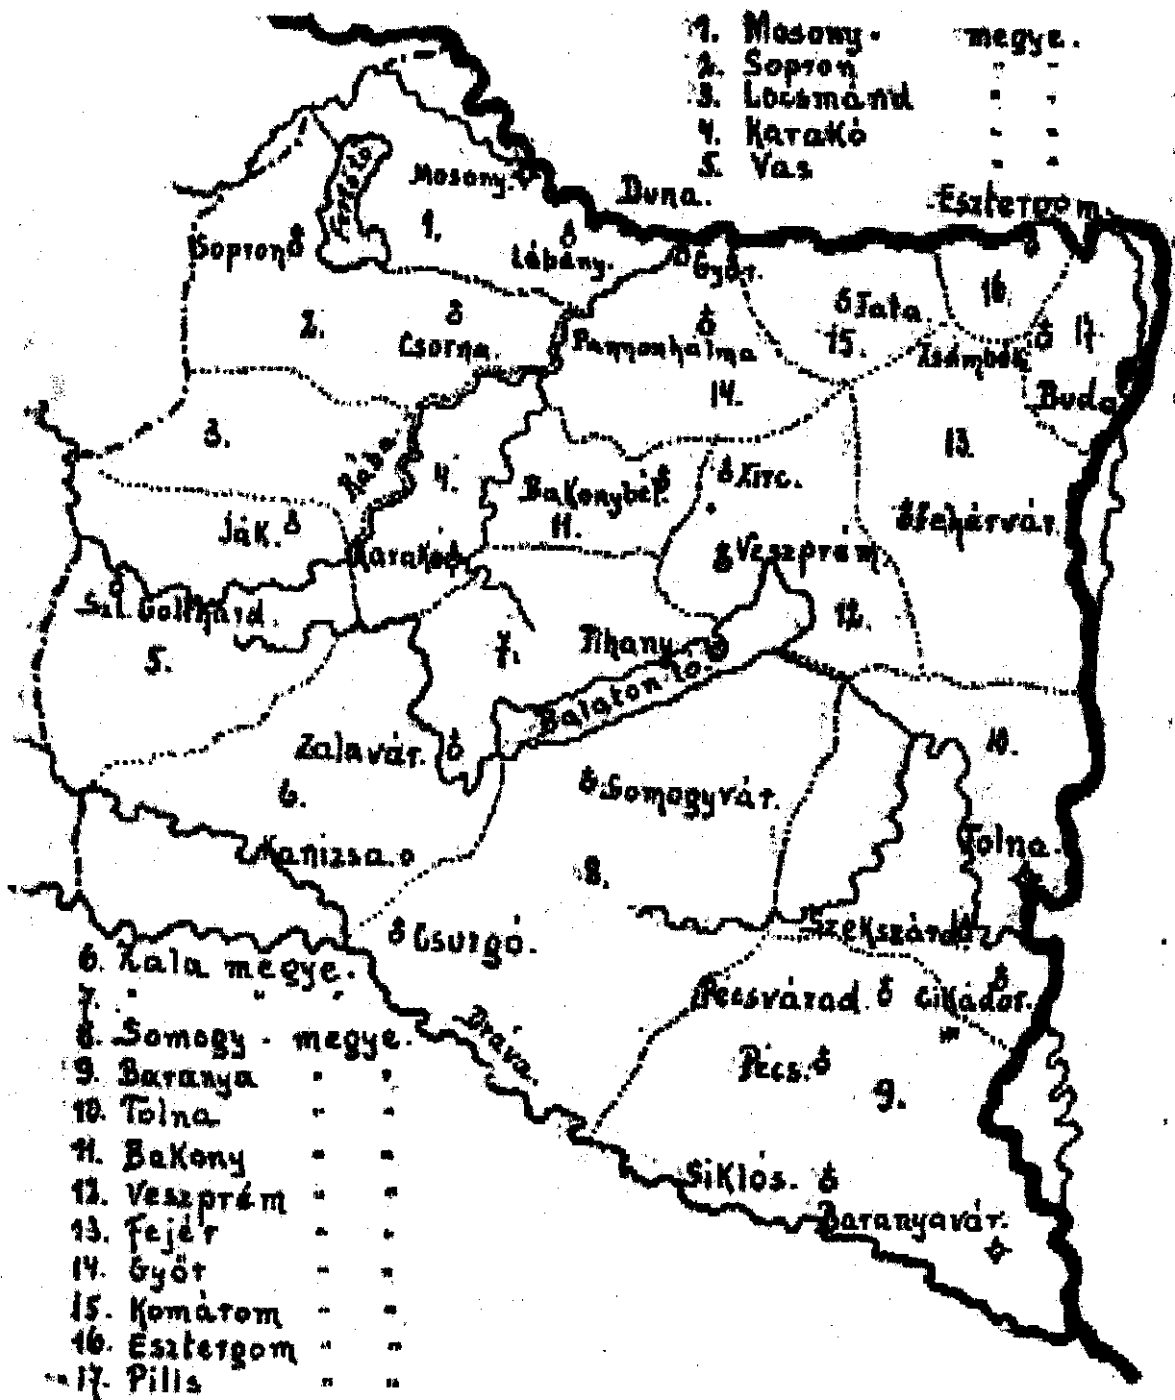 1. Mosony - megye.
2. Sopron " "
3. Locsmánd " "
4. Karakó " "
5. Vas " "
Duna.
Esztergom.
Mosony.
Fertő tó
1.
Sopron
Lébény.
Győr.
16.
Tata.
2.
Csorna.
Pannonhalma
15.
Zsámbék
17.
14.
Buda
3.
Rába
4.
Bakonybél.
Zirc.
13.
11.
Ják.
Karakó
Veszprém
Fehérvár.
Szt. Gotthárd.
12.
5.
7.
Tihany.
Balaton tó.
Zalavár.
10.
6.
Somogyvár.
Kanizsa.
Tolna.
8.
Csurgó.
Szekszárd
Pécsvárad.
Cikádor.
Dráva.
Pécs.
9.
Siklós.
Baranyavár.
6. Zala megye.
7. " " "
8. Somogy - megye.
9. Baranya " "
10. Tolna " "
11. Bakony " "
12. Veszprém " "
13. Fejér " "
14. Győr " "
15. Komárom " "
16. Esztergom " "
17. Pilis " "